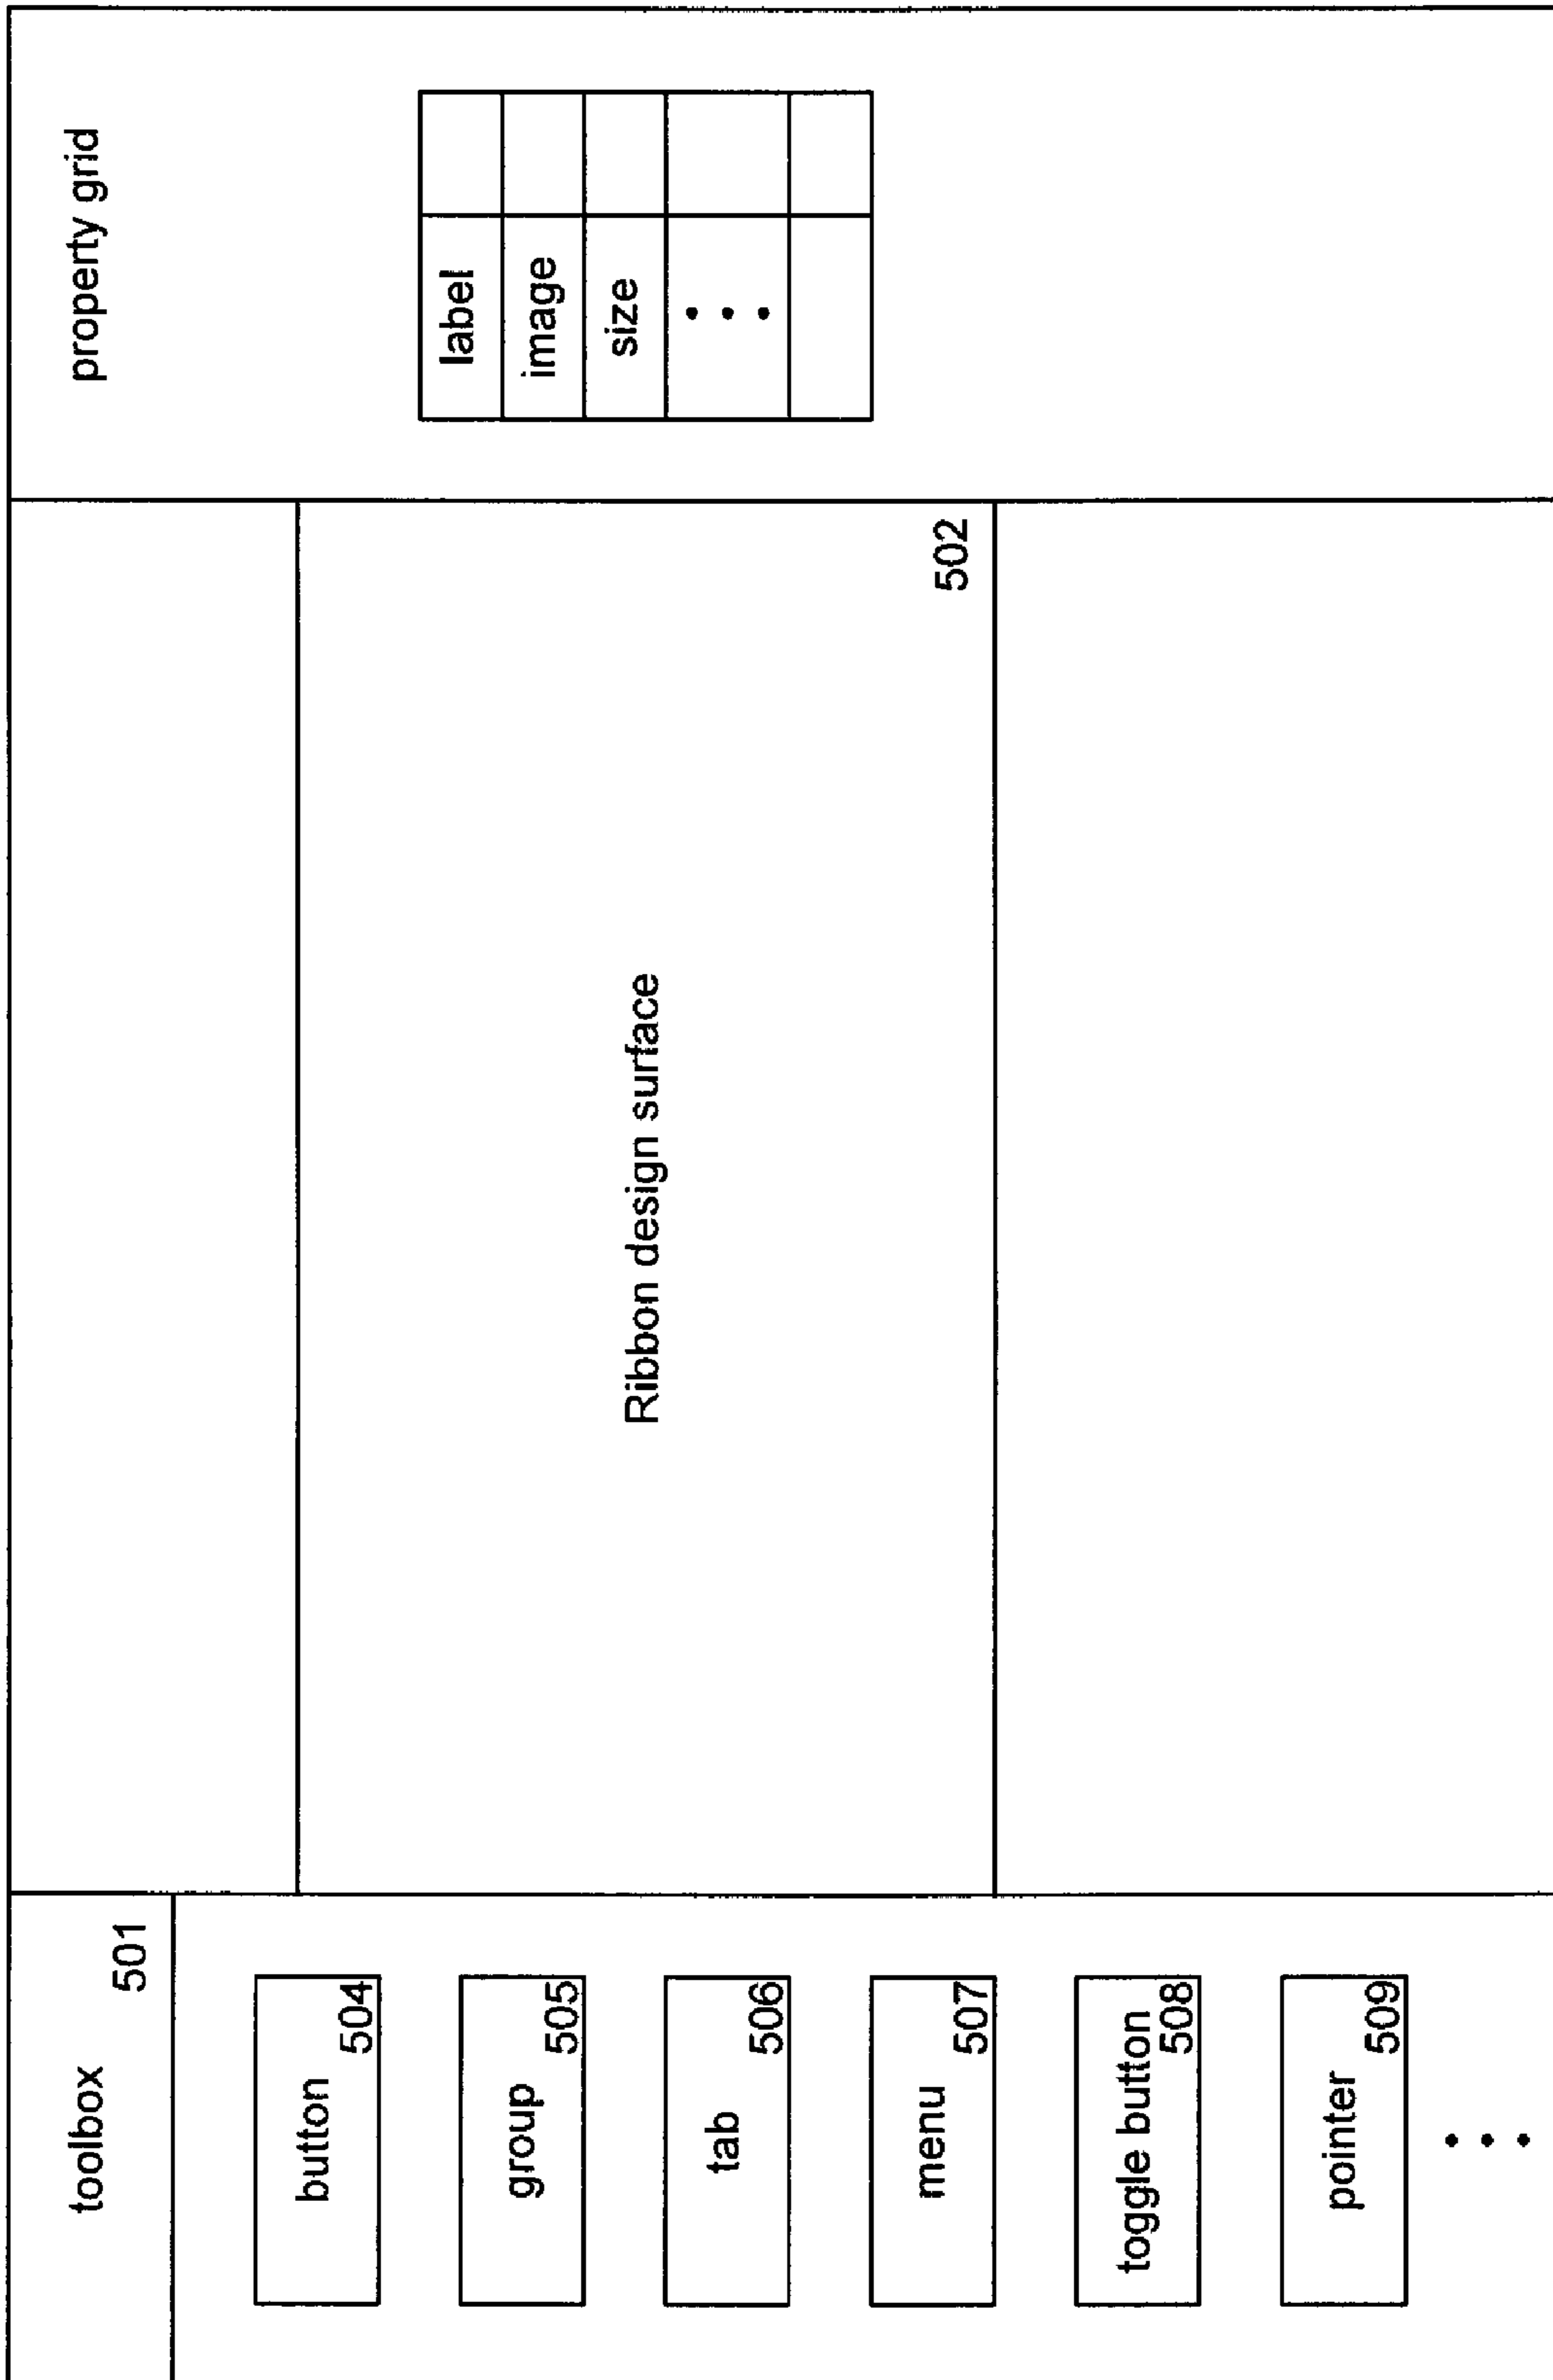 toolbox
501
button
504
group
505
tab
506
menu
507
toggle button
508
pointer
509
Ribbon design surface
502
property grid
label
image
size